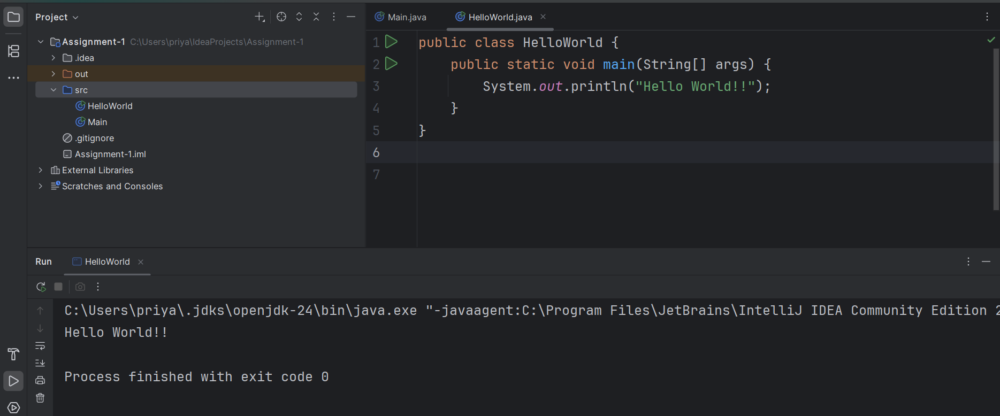 Project
Assignment-1 C:\Users\priya\IdeaProjects\Assignment-1
.idea
out
src
HelloWorld
Main
.gitignore
Assignment-1.iml
External Libraries
Scratches and Consoles
Main.java HelloWorld.java
1 public class HelloWorld {
2 public static void main(String[] args) {
3 System.out.println("Hello World!!");
4 }
5 }
6
7
Run HelloWorld
C:\Users\priya\.jdks\openjdk-24\bin\java.exe "-javaagent:C:\Program Files\JetBrains\IntelliJ IDEA Community Edition 2
Hello World!!
Process finished with exit code 0